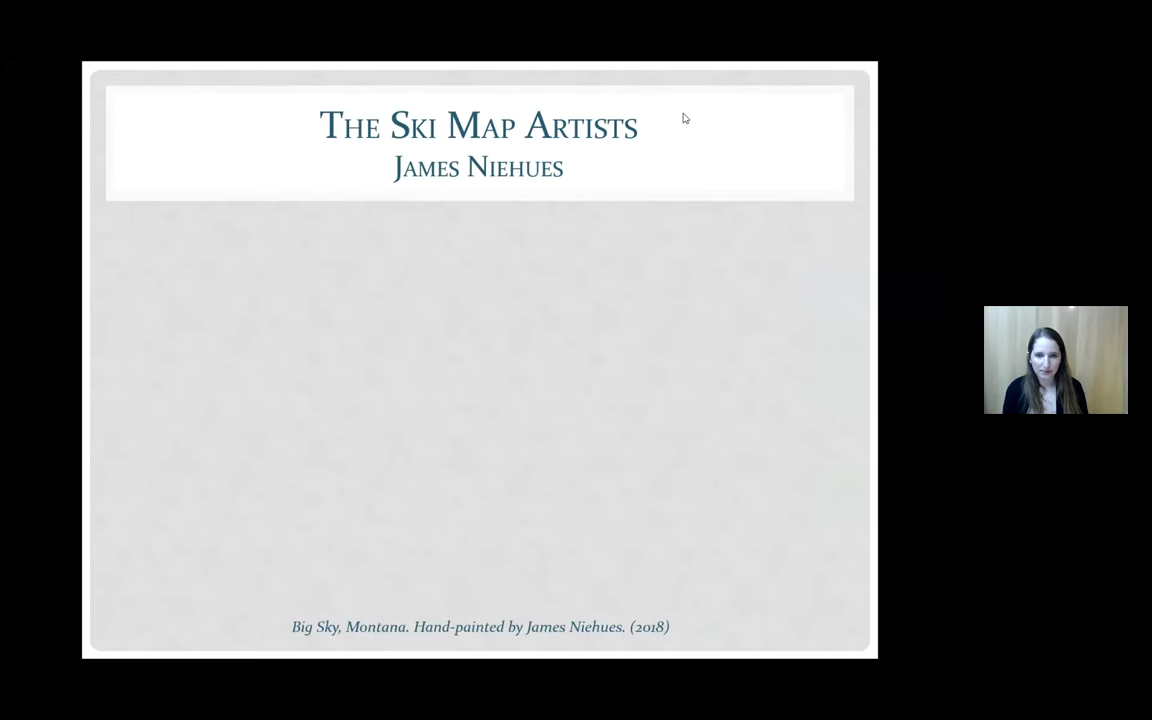 The Ski Map Artists
James Niehues
Big Sky, Montana. Hand-painted by James Niehues. (2018)